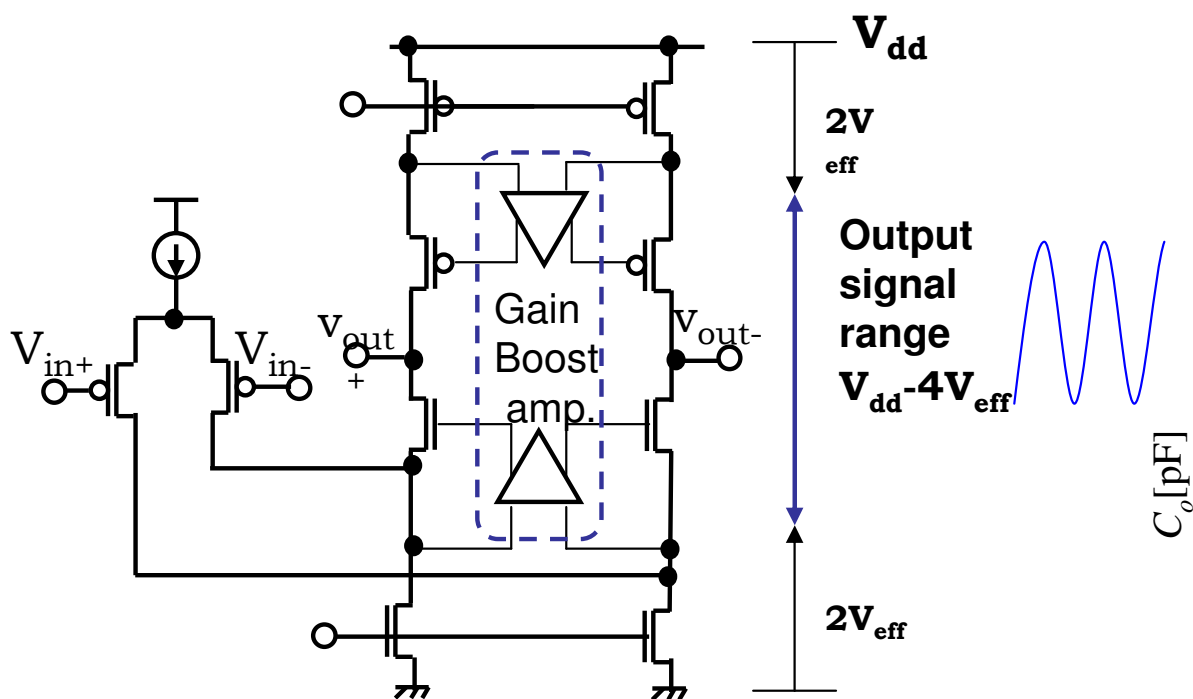 Vdd
2V
eff
Vin+
Vin-
vout
+
Gain
Boost
amp.
vout-
Output
signal
range
Vdd-4Veff
Co[pF]
2Veff